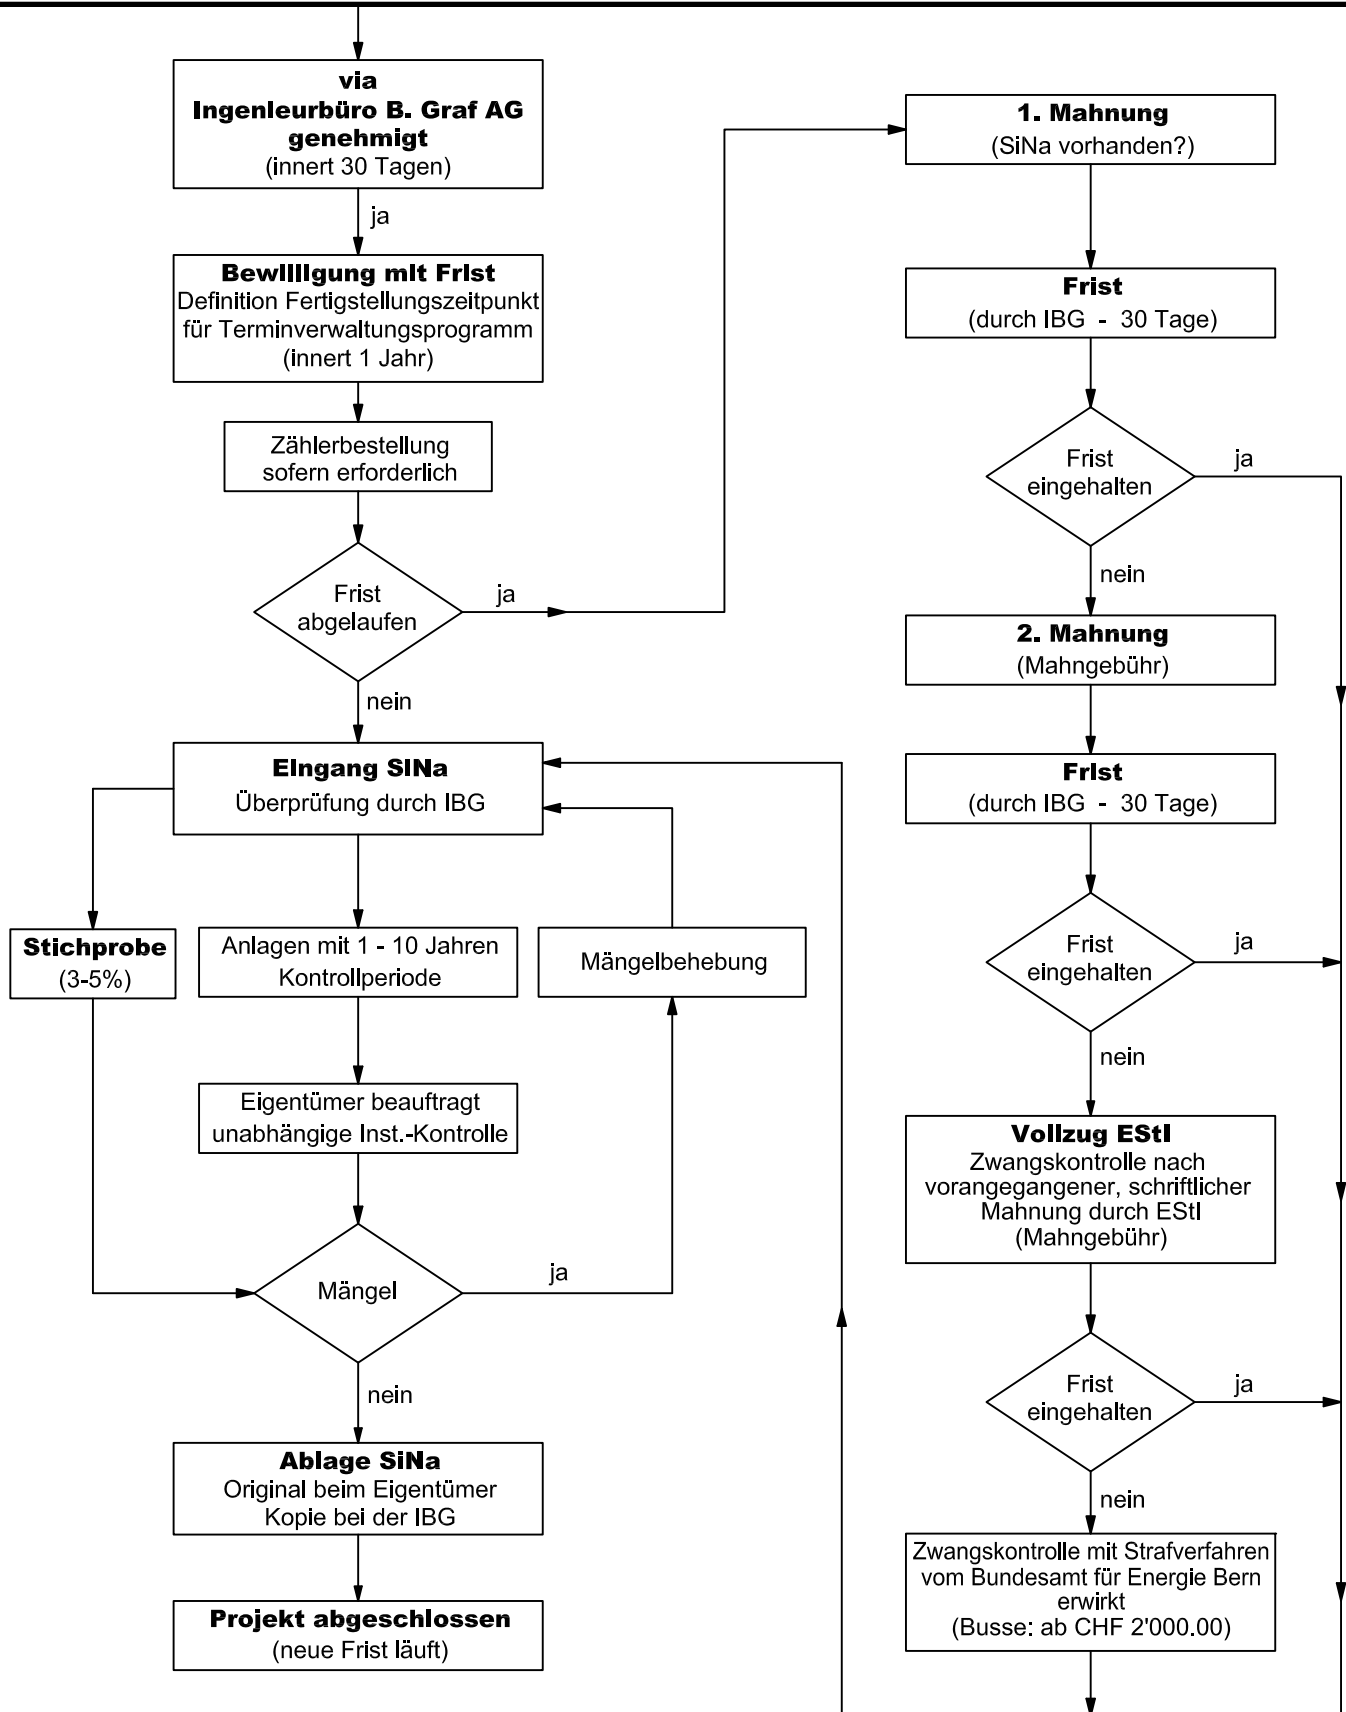 via
Ingenieurbüro B. Graf AG
genehmigt
(innert 30 Tagen)
ja
Bewilligung mit Frist
Definition Fertigstellungszeitpunkt
für Terminverwaltungsprogramm
(innert 1 Jahr)
Zählerbestellung
sofern erforderlich
Frist
abgelaufen
ja
nein
Eingang SiNa
Überprüfung durch IBG
Stichprobe
(3-5%)
Anlagen mit 1 - 10 Jahren
Kontrollperiode
Mängelbehebung
Eigentümer beauftragt
unabhängige Inst.-Kontrolle
Mängel
ja
nein
Ablage SiNa
Original beim Eigentümer
Kopie bei der IBG
Projekt abgeschlossen
(neue Frist läuft)
1. Mahnung
(SiNa vorhanden?)
Frist
(durch IBG - 30 Tage)
Frist
eingehalten
ja
nein
2. Mahnung
(Mahngebühr)
Frist
(durch IBG - 30 Tage)
Frist
eingehalten
ja
nein
Vollzug EStI
Zwangskontrolle nach
vorangegangener, schriftlicher
Mahnung durch EStI
(Mahngebühr)
Frist
eingehalten
ja
nein
Zwangskontrolle mit Strafverfahren
vom Bundesamt für Energie Bern
erwirkt
(Busse: ab CHF 2'000.00)